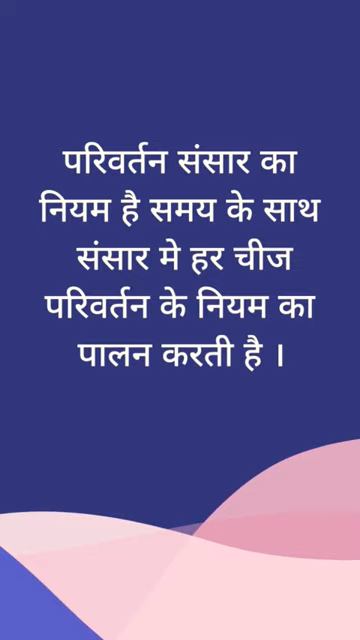 परिवर्तन संसार का
नियम है समय के साथ
संसार मे हर चीज
परिवर्तन के नियम का
पालन करती है ।